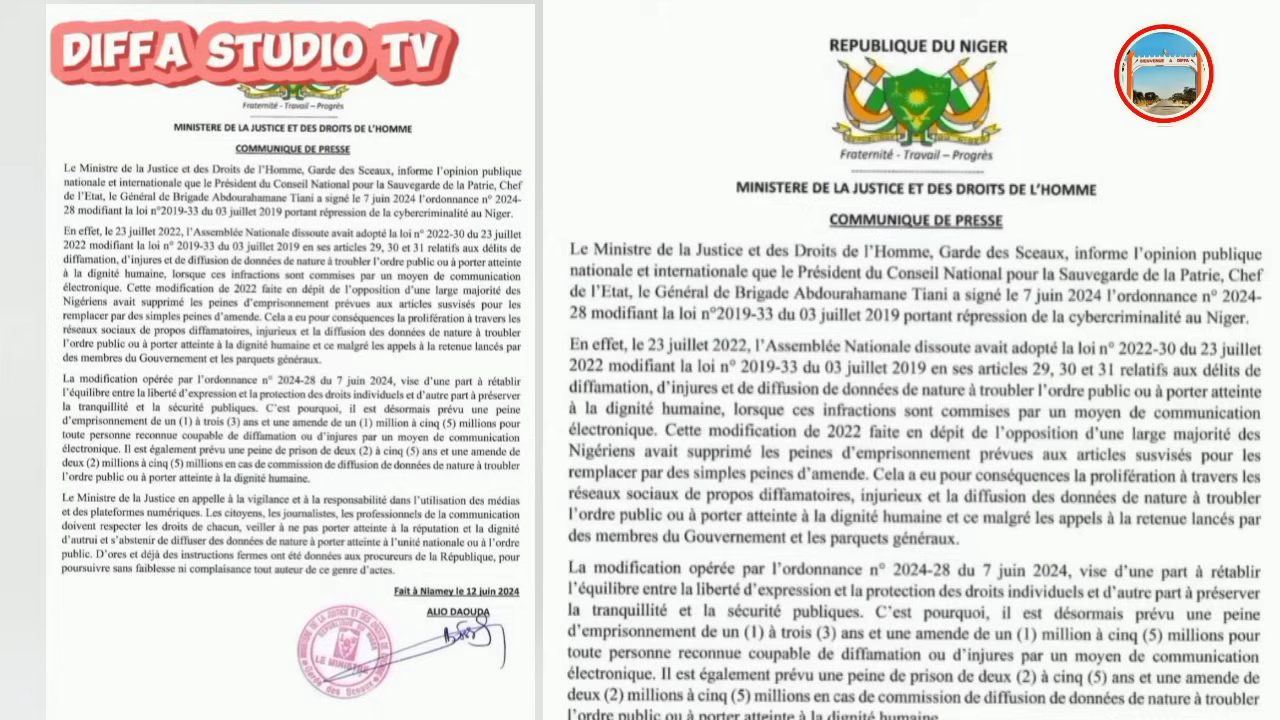 DIFFA STUDIO TV
Fraternité - Travail – Progrès
MINISTERE DE LA JUSTICE ET DES DROITS DE L'HOMME
COMMUNIQUE DE PRESSE
Le Ministre de la Justice et des Droits de l'Homme, Garde des Sceaux, informe l'opinion publique
nationale et internationale que le Président du Conseil National pour la Sauvegarde de la Patrie, Chef
de l'Etat, le Général de Brigade Abdourahamane Tiani a signé le 7 juin 2024 l'ordonnance n° 2024-
28 modifiant la loi n°2019-33 du 03 juillet 2019 portant répression de la cybercriminalité au Niger.
En effet, le 23 juillet 2022, l'Assemblée Nationale dissoute avait adopté la loi n° 2022-30 du 23 juillet
2022 modifiant la loi n° 2019-33 du 03 juillet 2019 en ses articles 29, 30 et 31 relatifs aux délits de
diffamation, d'injures et de diffusion de données de nature à troubler l'ordre public ou à porter atteinte
à la dignité humaine, lorsque ces infractions sont commises par un moyen de communication
électronique. Cette modification de 2022 faite en dépit de l'opposition d'une large majorité des
Nigériens avait supprimé les peines d'emprisonnement prévues aux articles susvisés pour les
remplacer par des simples peines d'amende. Cela a eu pour conséquences la prolifération à travers les
réseaux sociaux de propos diffamatoires, injurieux et la diffusion des données de nature à troubler
l'ordre public ou à porter atteinte à la dignité humaine et ce malgré les appels à la retenue lancés par
des membres du Gouvernement et les parquets généraux.
La modification opérée par l'ordonnance n° 2024-28 du 7 juin 2024, vise d'une part à rétablir
l'équilibre entre la liberté d'expression et la protection des droits individuels et d'autre part à préserver
la tranquillité et la sécurité publiques. C'est pourquoi, il est désormais prévu une peine
d'emprisonnement de un (1) à trois (3) ans et une amende de un (1) million à cinq (5) millions pour
toute personne reconnue coupable de diffamation ou d'injures par un moyen de communication
électronique. Il est également prévu une peine de prison de deux (2) à cinq (5) ans et une amende de
deux (2) millions à cinq (5) millions en cas de commission de diffusion de données de nature à troubler
l'ordre public ou à porter atteinte à la dignité humaine.
Le Ministre de la Justice en appelle à la vigilance et à la responsabilité dans l'utilisation des médias
et des plateformes numériques. Les citoyens, les journalistes, les professionnels de la communication
doivent respecter les droits de chacun, veiller à ne pas porter atteinte à la réputation et la dignité
d'autrui et s'abstenir de diffuser des données de nature à porter atteinte à l'unité nationale ou à l'ordre
public. D'ores et déjà des instructions fermes ont été données aux procureurs de la République, pour
poursuivre sans faiblesse ni complaisance tout auteur de ce genre d'actes.
Fait à Niamey le 12 juin 2024
ALIO DAOUDA
LE MINISTRE
Garde des Sceaux
REPUBLIQUE DU NIGER
Fraternité - Travail – Progrès
MINISTERE DE LA JUSTICE ET DES DROITS DE L'HOMME
COMMUNIQUE DE PRESSE
Le Ministre de la Justice et des Droits de l'Homme, Garde des Sceaux, informe l'opinion publique
nationale et internationale que le Président du Conseil National pour la Sauvegarde de la Patrie, Chef
de l'Etat, le Général de Brigade Abdourahamane Tiani a signé le 7 juin 2024 l'ordonnance n° 2024-
28 modifiant la loi n°2019-33 du 03 juillet 2019 portant répression de la cybercriminalité au Niger.
En effet, le 23 juillet 2022, l'Assemblée Nationale dissoute avait adopté la loi n° 2022-30 du 23 juillet
2022 modifiant la loi n° 2019-33 du 03 juillet 2019 en ses articles 29, 30 et 31 relatifs aux délits de
diffamation, d'injures et de diffusion de données de nature à troubler l'ordre public ou à porter atteinte
à la dignité humaine, lorsque ces infractions sont commises par un moyen de communication
électronique. Cette modification de 2022 faite en dépit de l'opposition d'une large majorité des
Nigériens avait supprimé les peines d'emprisonnement prévues aux articles susvisés pour les
remplacer par des simples peines d'amende. Cela a eu pour conséquences la prolifération à travers les
réseaux sociaux de propos diffamatoires, injurieux et la diffusion des données de nature à troubler
l'ordre public ou à porter atteinte à la dignité humaine et ce malgré les appels à la retenue lancés par
des membres du Gouvernement et les parquets généraux.
La modification opérée par l'ordonnance n° 2024-28 du 7 juin 2024, vise d'une part à rétablir
l'équilibre entre la liberté d'expression et la protection des droits individuels et d'autre part à préserver
la tranquillité et la sécurité publiques. C'est pourquoi, il est désormais prévu une peine
d'emprisonnement de un (1) à trois (3) ans et une amende de un (1) million à cinq (5) millions pour
toute personne reconnue coupable de diffamation ou d'injures par un moyen de communication
électronique. Il est également prévu une peine de prison de deux (2) à cinq (5) ans et une amende de
deux (2) millions à cinq (5) millions en cas de commission de diffusion de données de nature à troubler
l'ordre public ou à porter atteinte à la dignité humaine.
BIENVENUE A DIFFA